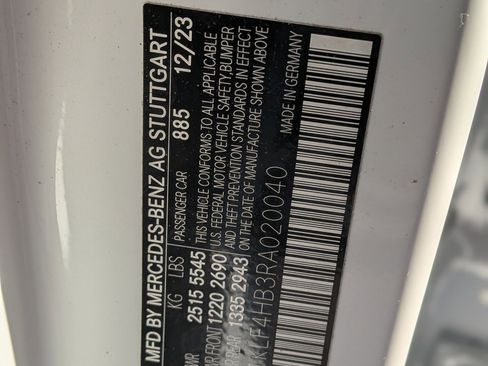 MFD BY MERCEDES-BENZ AG STUTTGART
KG LBS PASSENGER CAR 885 12/23
2515 5545 THIS VEHICLE CONFORMS TO ALL APPLICABLE
FRONT 1220 2690 U.S. FEDERAL MOTOR VEHICLE SAFETY, BUMPER
1335 2943 AND THEFT PREVENTION STANDARDS IN EFFECT
ON THE DATE OF MANUFACTURE SHOWN ABOVE
LF4HB3RA020040 MADE IN GERMANY